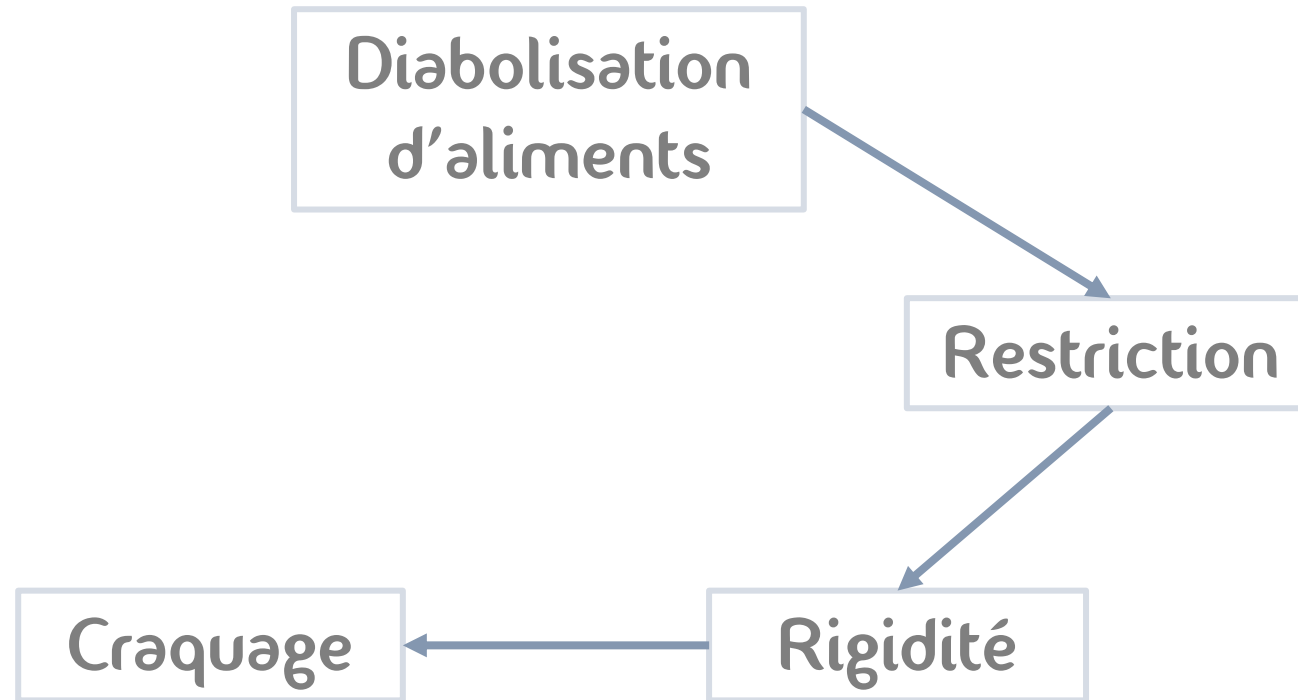 Diabolisation
d’aliments
Restriction
Rigidité
Craquage